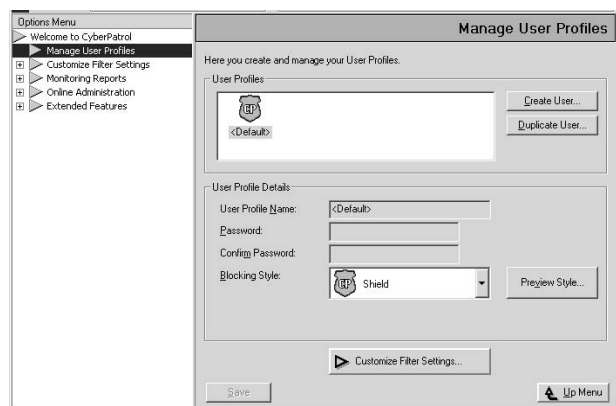 Options Menu
Welcome to CyberPatrol
Manage User Profiles
Customize Filter Settings
Monitoring Reports
Online Administration
Extended Features
Manage User Profiles
Here you create and manage your User Profiles.
User Profiles
CP
<Default>
Create User...
Duplicate User...
User Profile Details
User Profile Name:
<Default>
Password:
Confirm Password:
Blocking Style:
CP
Shield
Preview Style...
Customize Filter Settings...
Save
Up Menu